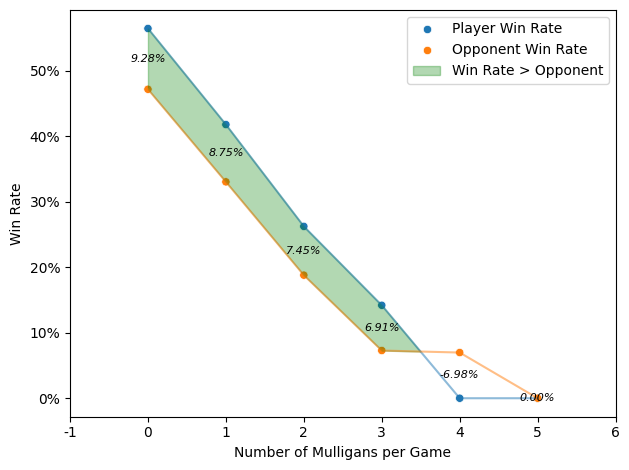 Player Win Rate
Opponent Win Rate
Win Rate > Opponent
50%
40%
30%
20%
10%
0%
Win Rate
9.28%
8.75%
7.45%
6.91%
-6.98%
0.00%
-1 0 1 2 3 4 5 6
Number of Mulligans per Game